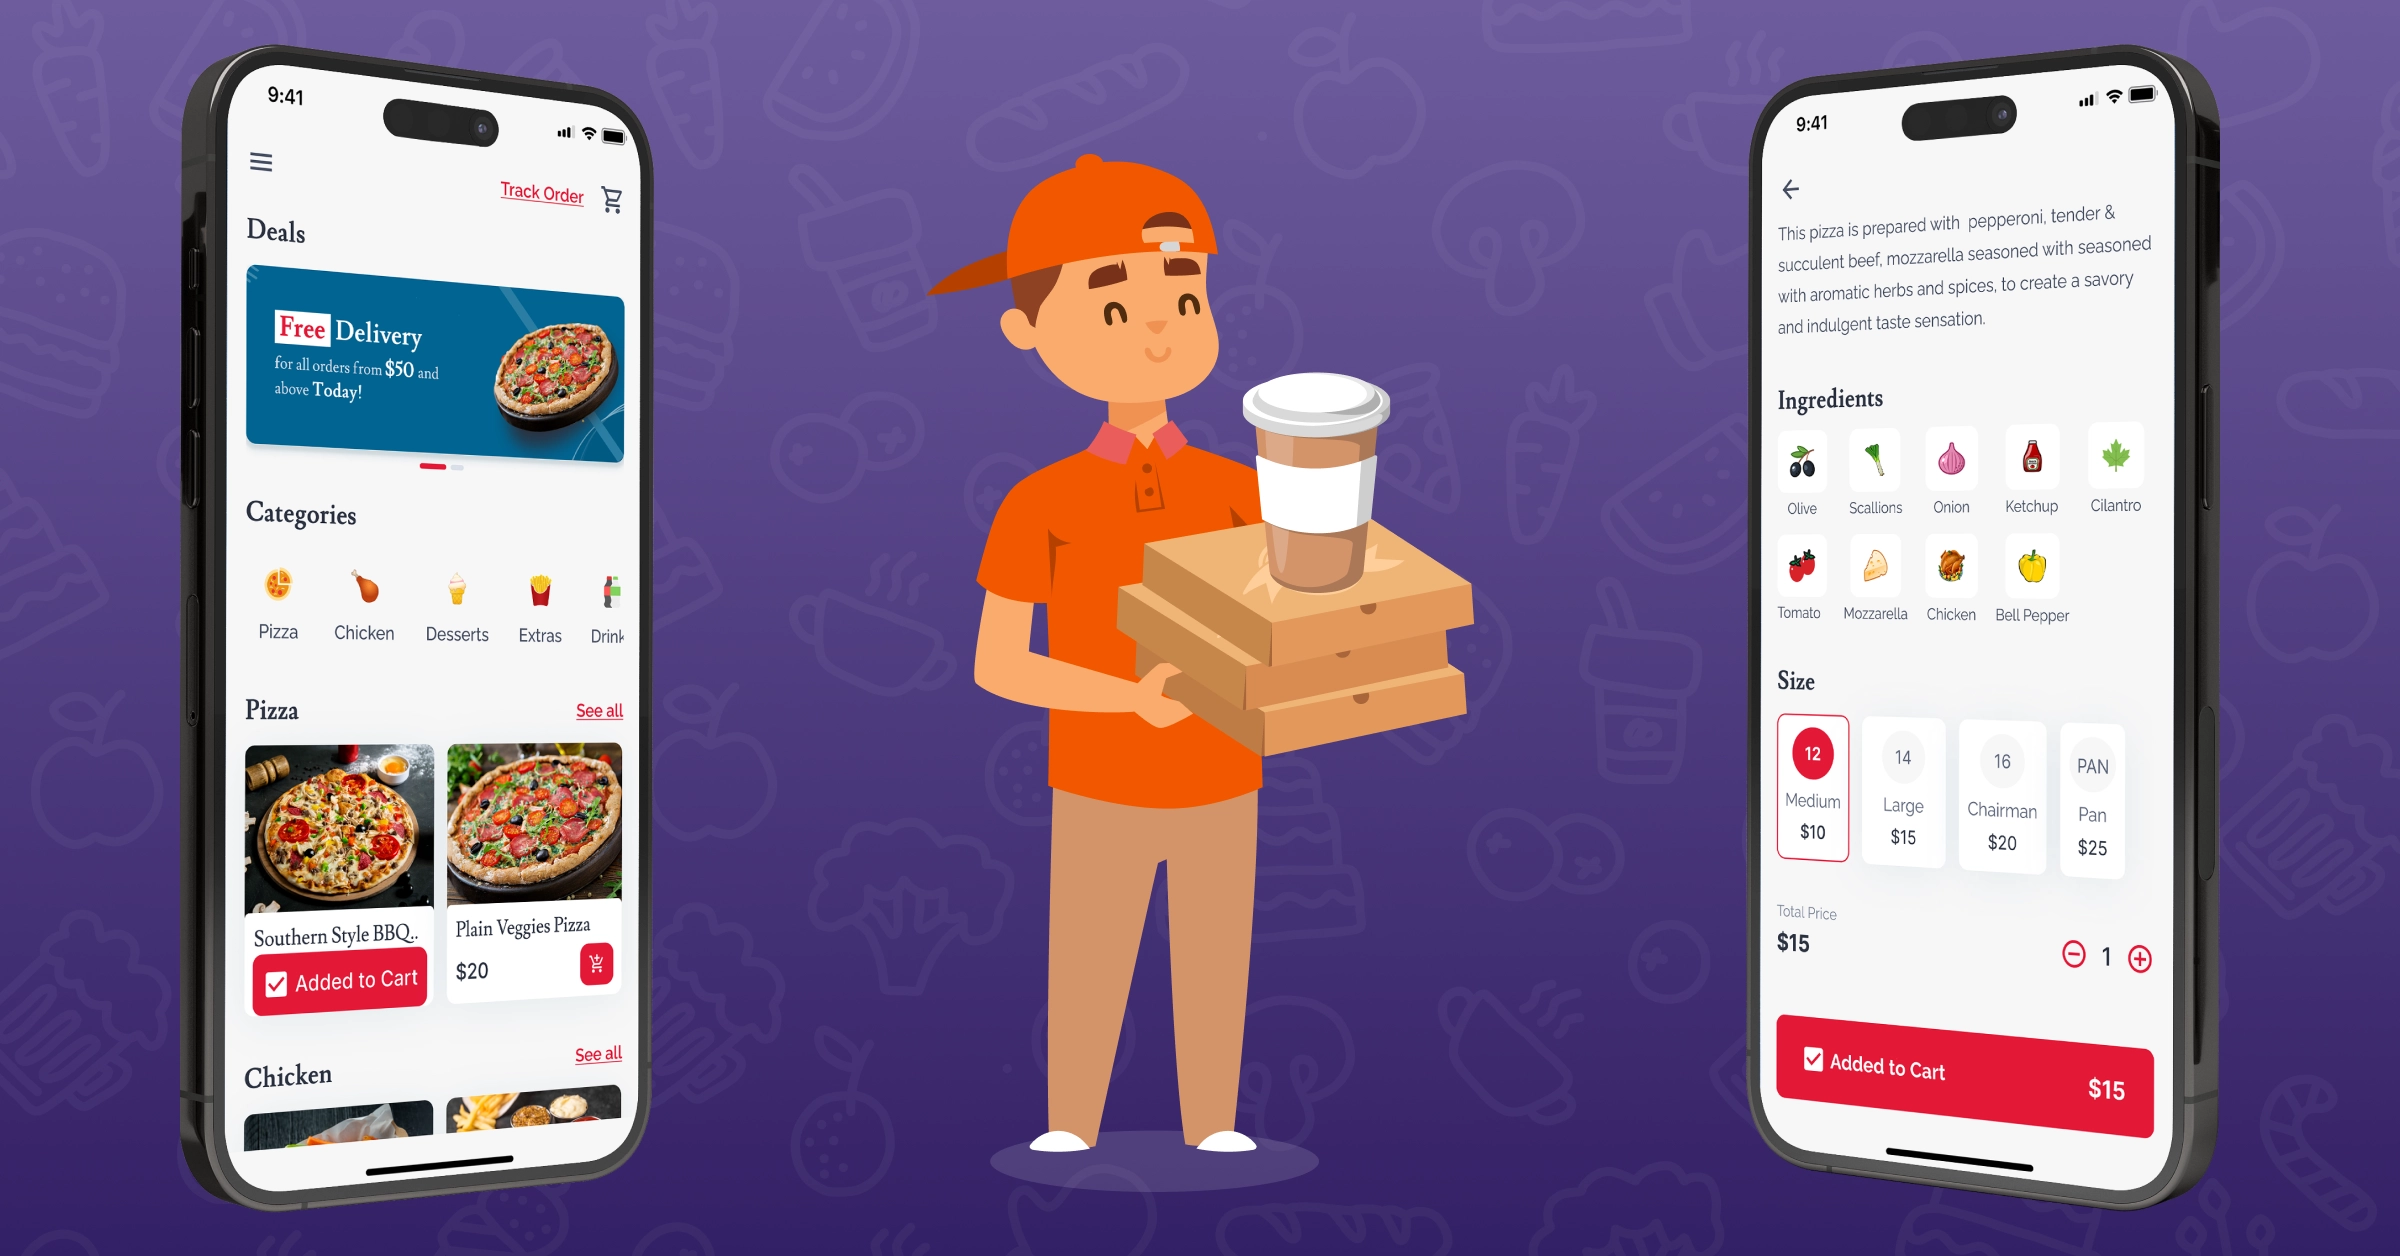 9:41
Track Order
Deals
Free Delivery
for all orders from $50 and
above Today!
Categories
Pizza
Chicken
Desserts
Extras
Drink
Pizza
See all
Southern Style BBQ..
Added to Cart
Plain Veggies Pizza
$20
Chicken
See all
9:41
This pizza is prepared with pepperoni, tender &
succulent beef, mozzarella seasoned with seasoned
with aromatic herbs and spices, to create a savory
and indulgent taste sensation.
Ingredients
Olive
Scallions
Onion
Ketchup
Cilantro
Tomato
Mozzarella
Chicken
Bell Pepper
Size
12
Medium
$10
14
Large
$15
16
Chairman
$20
PAN
Pan
$25
Total Price
$15
1
Added to Cart
$15